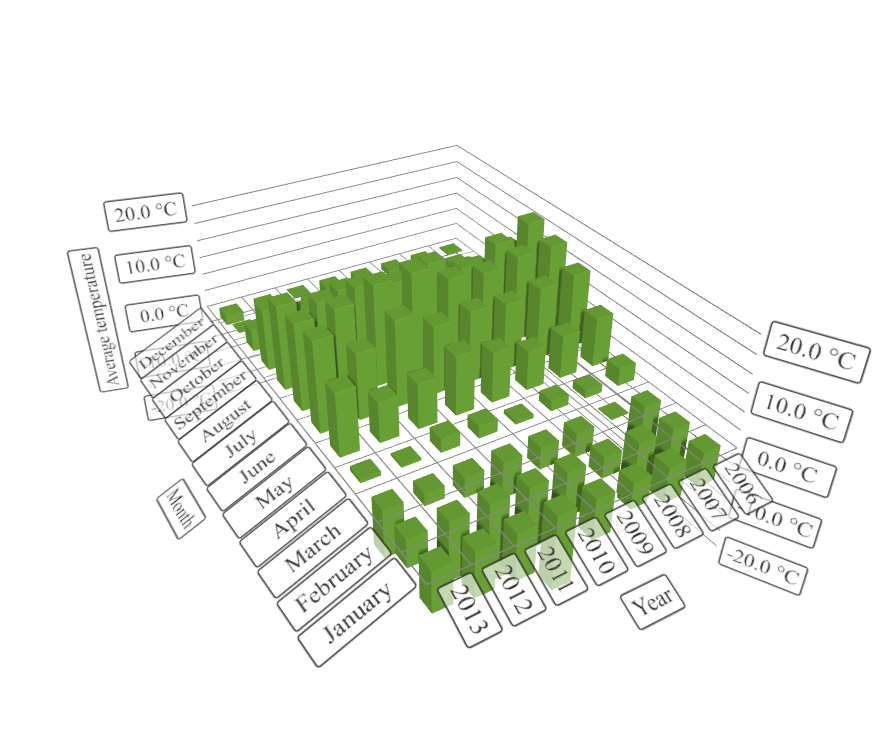 20.0 °C
10.0 °C
0.0 °C
Average temperature
December
November
October
September
August
July
June
May
April
March
February
January
Month
2013
2012
2011
2010
2009
2008
2007
2006
Year
20.0 °C
10.0 °C
0.0 °C
-20.0 °C